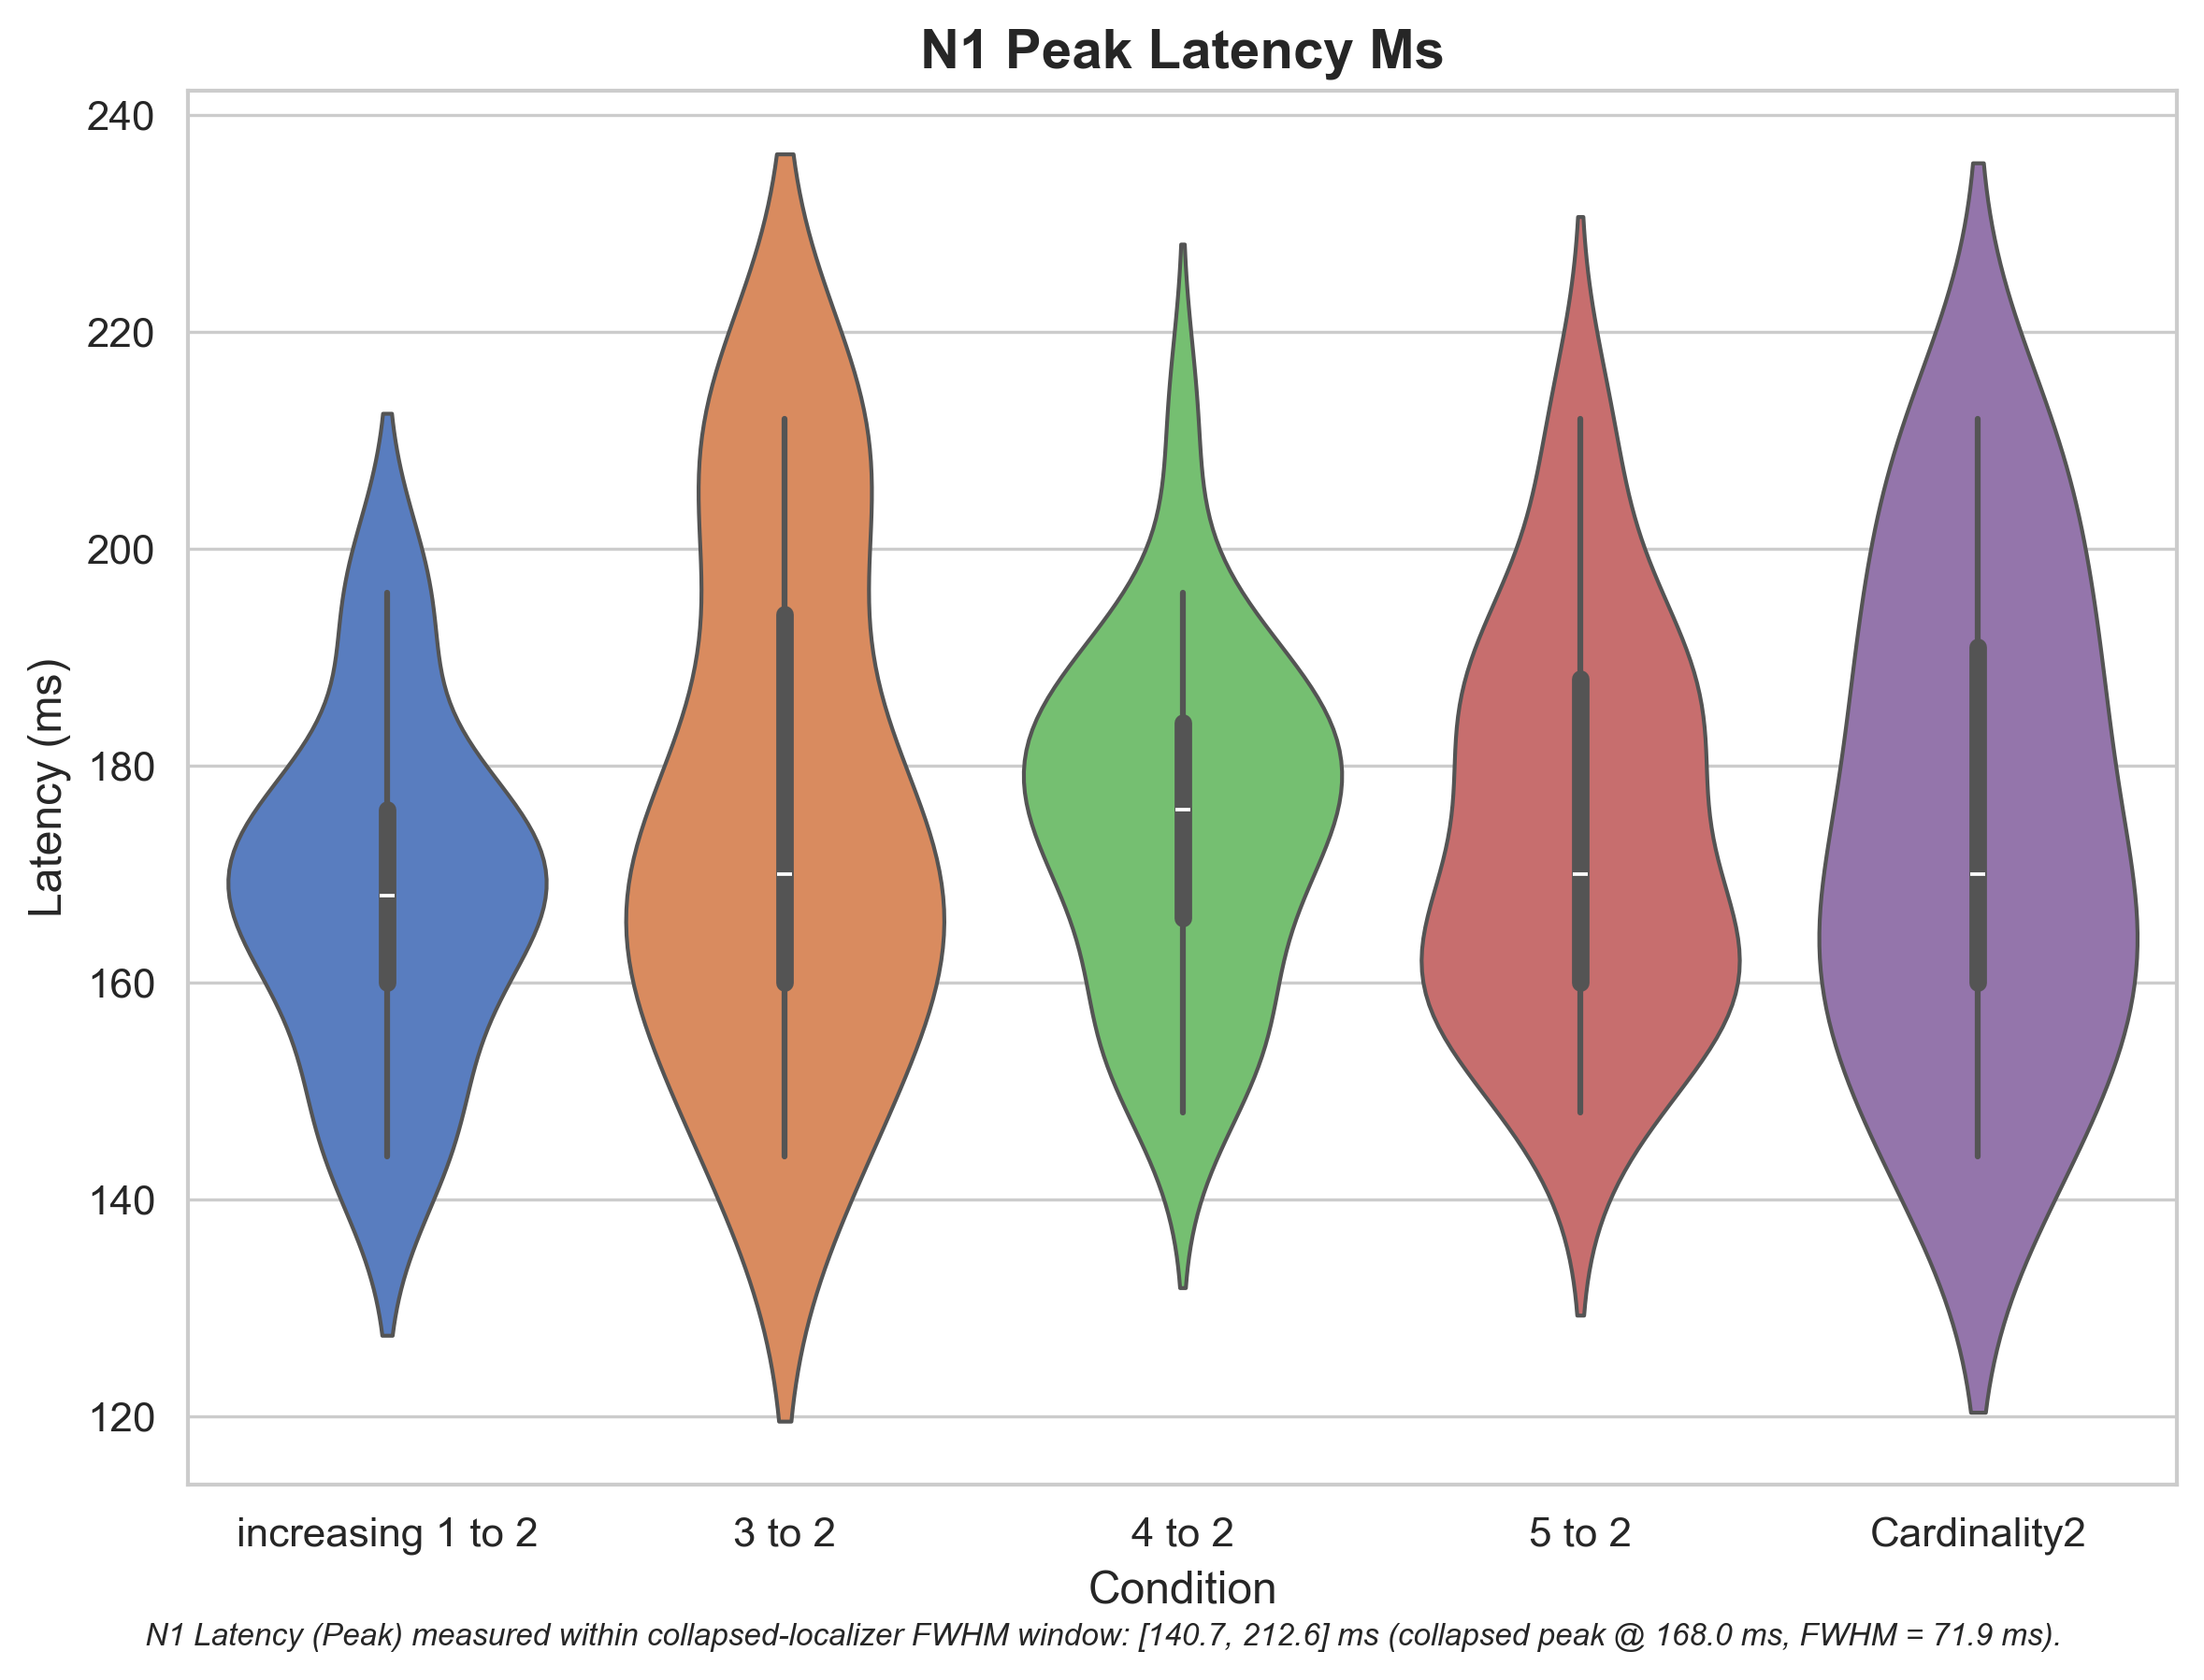 N1 Peak Latency Ms
240
220
200
180
160
140
120
Latency (ms)
increasing 1 to 2
3 to 2
4 to 2
5 to 2
Cardinality2
Condition
N1 Latency (Peak) measured within collapsed-localizer FWHM window: [140.7, 212.6] ms (collapsed peak @ 168.0 ms, FWHM = 71.9 ms).